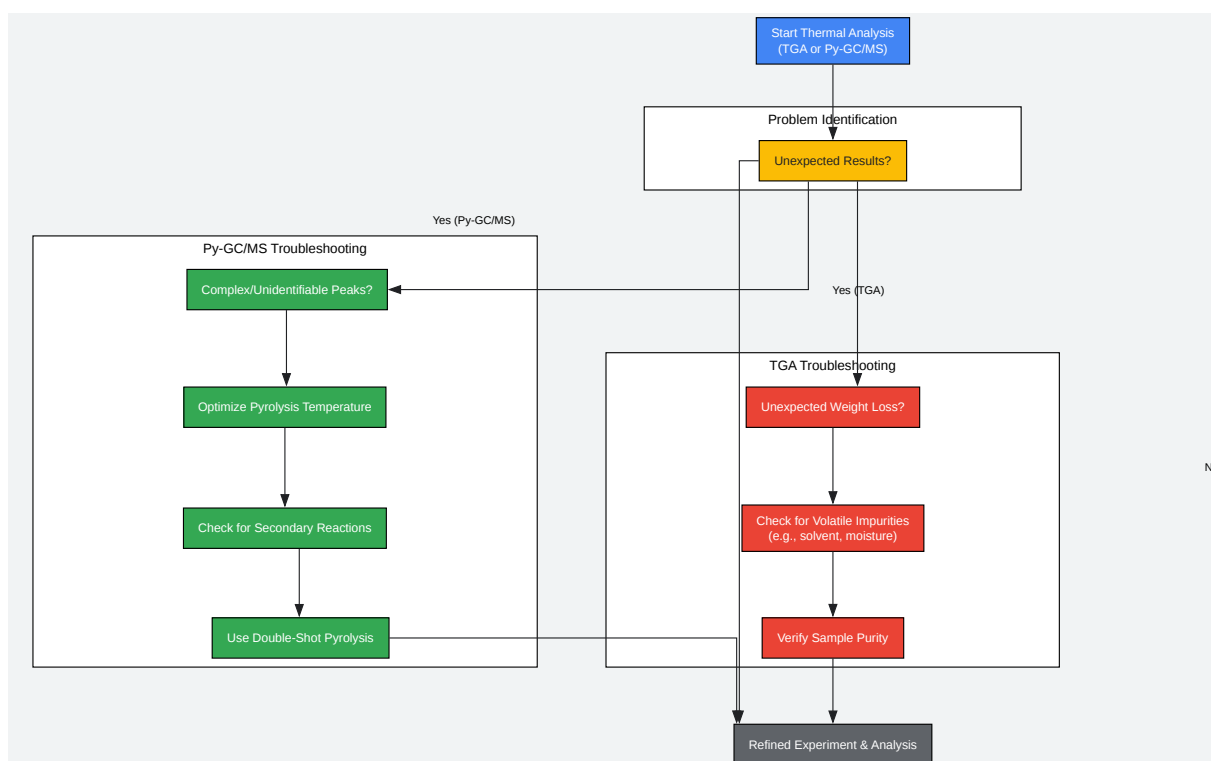 Start Thermal Analysis
(TGA or Py-GC/MS)
Problem Identification
Unexpected Results?
Yes (Py-GC/MS)
Py-GC/MS Troubleshooting
Complex/Unidentifiable Peaks?
Yes (TGA)
TGA Troubleshooting
Optimize Pyrolysis Temperature
Unexpected Weight Loss?
N
Check for Secondary Reactions
Check for Volatile Impurities
(e.g., solvent, moisture)
Use Double-Shot Pyrolysis
Verify Sample Purity
Refined Experiment & Analysis